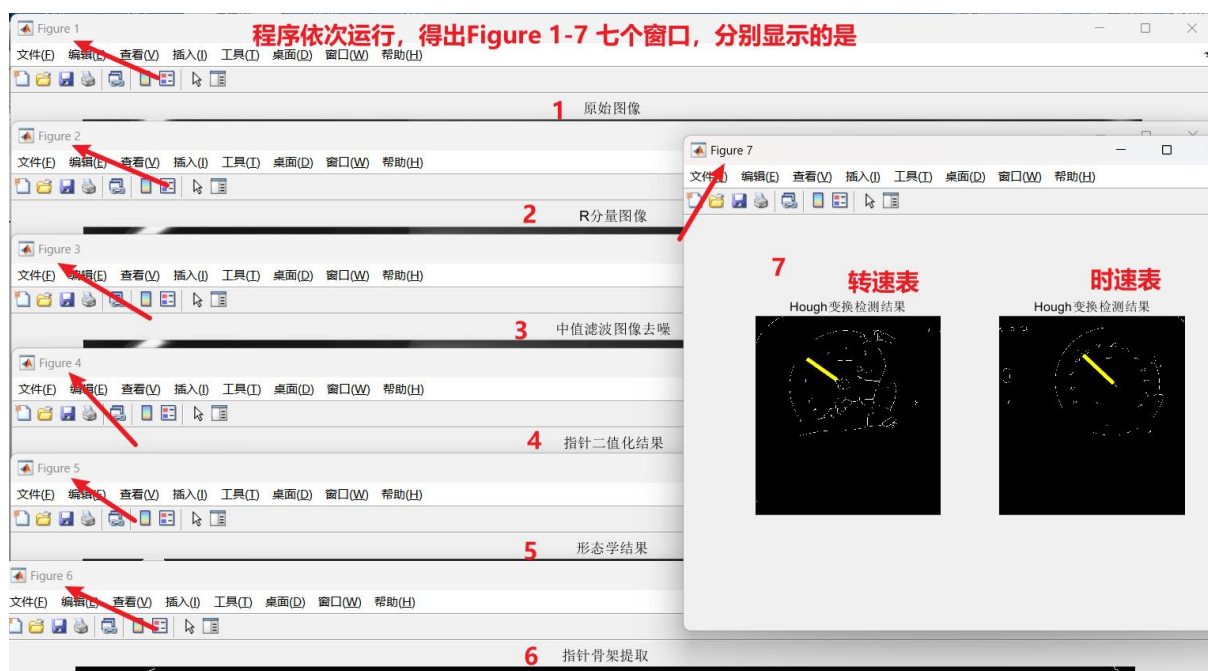 Figure 1
程序依次运行，得出Figure 1-7 七个窗口，分别显示的是
文件(F) 编辑(E) 查看(V) 插入(I) 工具(T) 桌面(D) 窗口(W) 帮助(H)
1 原始图像
Figure 2
文件(F) 编辑(E) 查看(V) 插入(I) 工具(T) 桌面(D) 窗口(W) 帮助(H)
2 R分量图像
Figure 3
文件(F) 编辑(E) 查看(V) 插入(I) 工具(T) 桌面(D) 窗口(W) 帮助(H)
3 中值滤波图像去噪
Figure 4
文件(F) 编辑(E) 查看(V) 插入(I) 工具(T) 桌面(D) 窗口(W) 帮助(H)
4 指针二值化结果
Figure 5
文件(F) 编辑(E) 查看(V) 插入(I) 工具(T) 桌面(D) 窗口(W) 帮助(H)
5 形态学结果
Figure 6
文件(F) 编辑(E) 查看(V) 插入(I) 工具(T) 桌面(D) 窗口(W) 帮助(H)
6 指针骨架提取
Figure 7
文件(F) 编辑(E) 查看(V) 插入(I) 工具(T) 桌面(D) 窗口(W) 帮助(H)
7 转速表 时速表
Hough变换检测结果 Hough变换检测结果